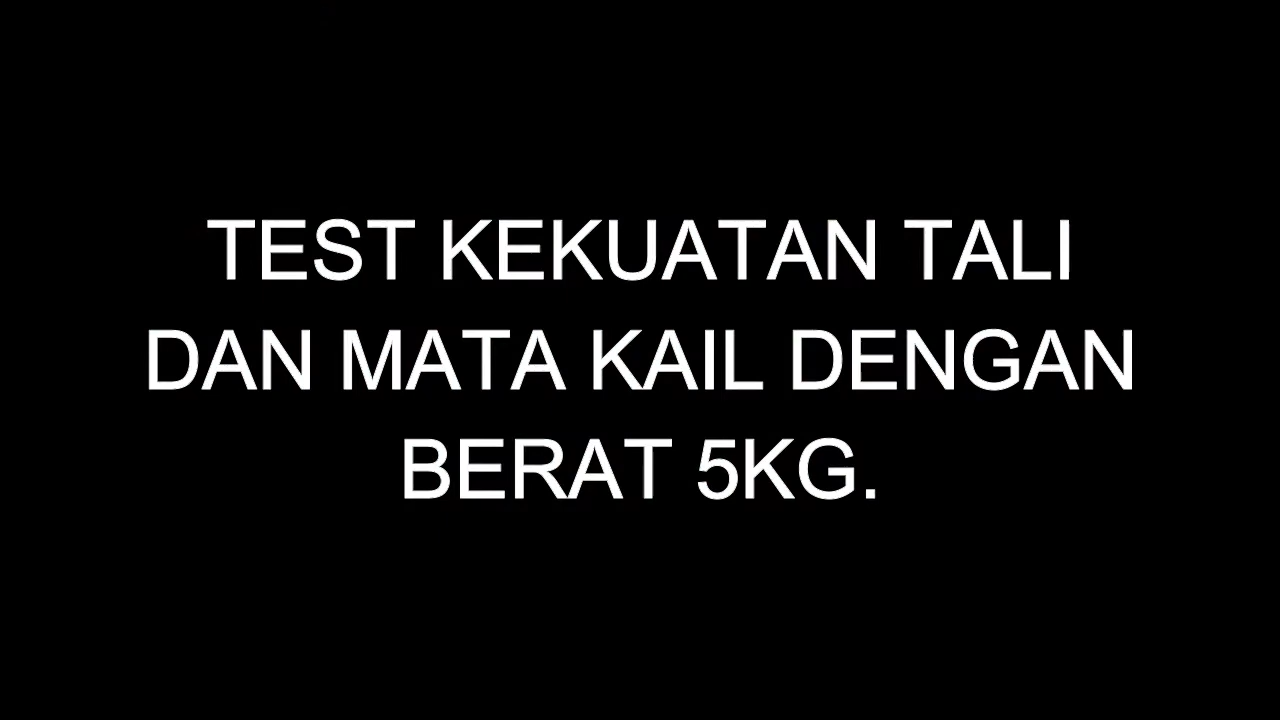 TEST KEKUATAN TALI
DAN MATA KAIL DENGAN
BERAT 5KG.